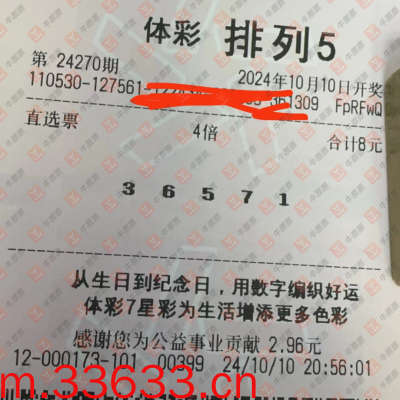 体彩 排列5
第 24270期 2024年10月10日开奖
110530-127561- 361309 FpRFwQ
直选票 4倍 合计8元
3 6 5 7 1
从生日到纪念日，用数字编织好运
体彩7星彩为生活增添更多色彩
感谢您为公益事业贡献 2.96元
12-000173-101 00399 24/10/10 20:56:01
m.33633.cn